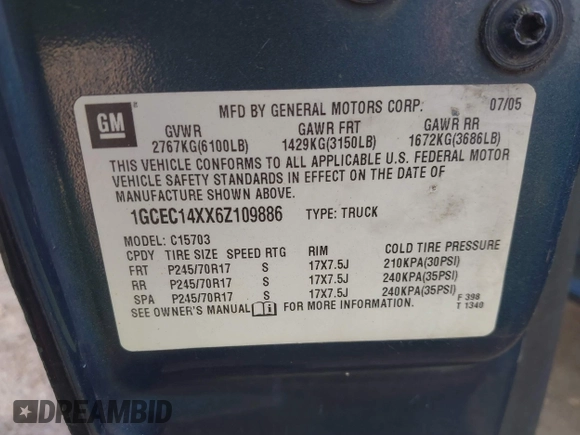 GM
MFD BY GENERAL MOTORS CORP. 07/05
GVWR GAWR FRT GAWR RR
2767KG(6100LB) 1429KG(3150LB) 1672KG(3686LB)
THIS VEHICLE CONFORMS TO ALL APPLICABLE U.S. FEDERAL MOTOR
VEHICLE SAFETY STANDARDS IN EFFECT ON THE DATE OF
MANUFACTURE SHOWN ABOVE.
1GCEC14XX6Z109886 TYPE: TRUCK
MODEL: C15703
CPDY TIRE SIZE SPEED RTG RIM COLD TIRE PRESSURE
FRT P245/70R17 S 17X7.5J 210KPA(30PSI)
RR P245/70R17 S 17X7.5J 240KPA(35PSI)
SPA P245/70R17 S 17X7.5J 240KPA(35PSI)
SEE OWNER'S MANUAL FOR MORE INFORMATION.
F 398
T 1340
DREAMBID